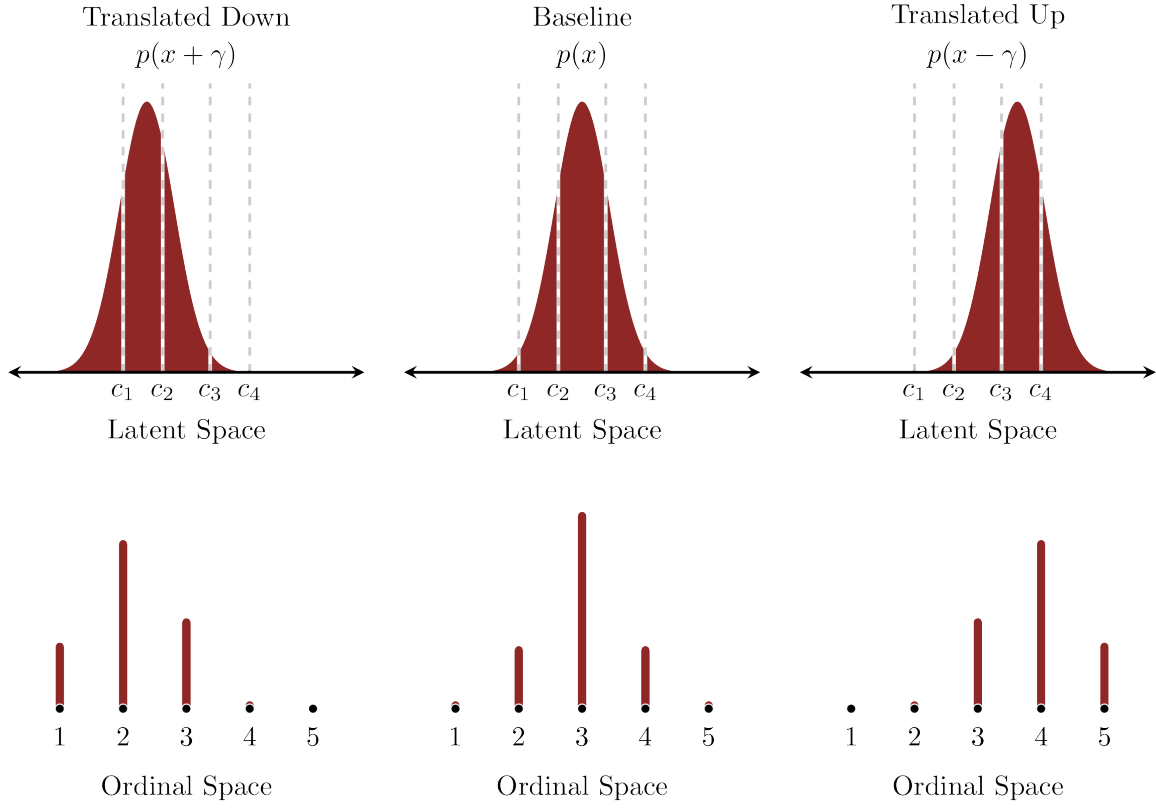 Translated Down
p(x + γ)
c₁ c₂ c₃ c₄
Latent Space
1 2 3 4 5
Ordinal Space
Baseline
p(x)
c₁ c₂ c₃ c₄
Latent Space
1 2 3 4 5
Ordinal Space
Translated Up
p(x − γ)
c₁ c₂ c₃ c₄
Latent Space
1 2 3 4 5
Ordinal Space